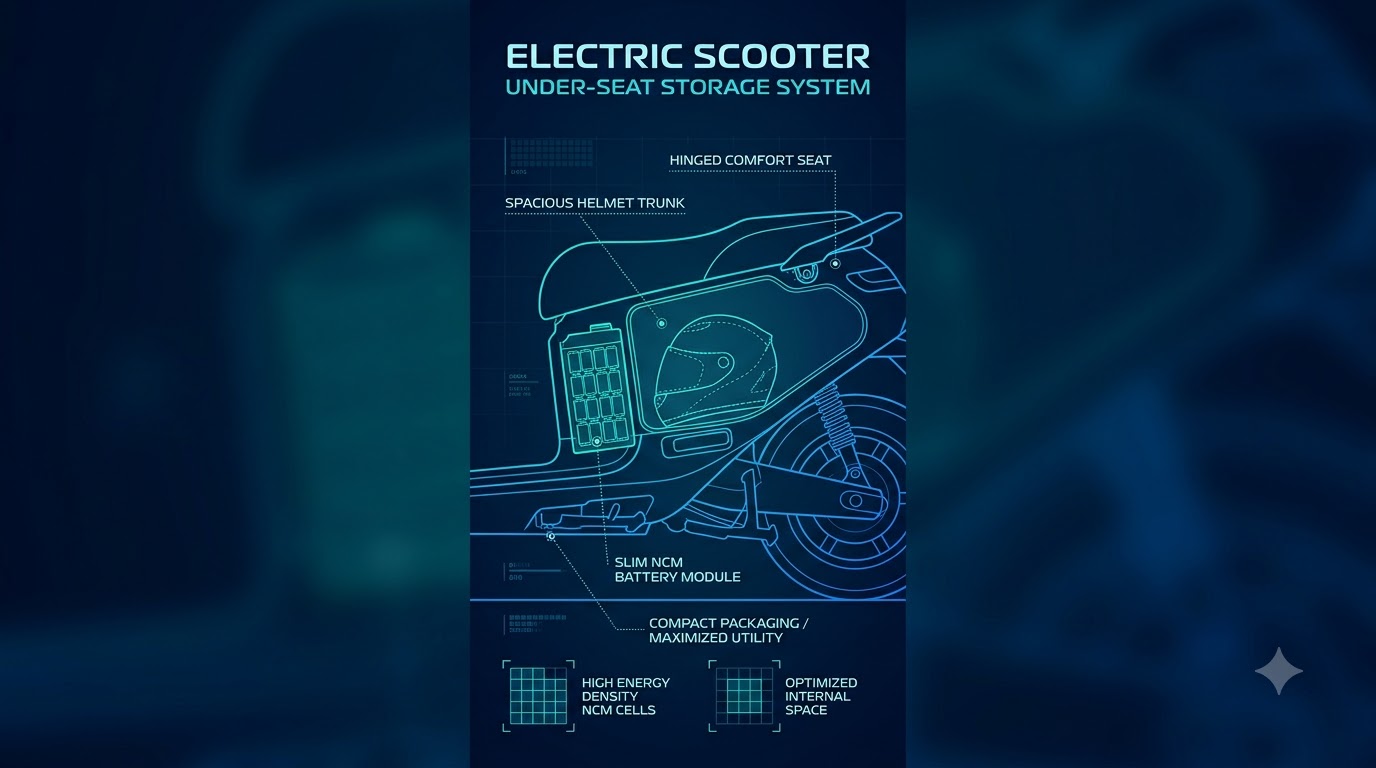 ELECTRIC SCOOTER
UNDER-SEAT STORAGE SYSTEM
HINGED COMFORT SEAT
SPACIOUS HELMET TRUNK
SLIM NCM
BATTERY MODULE
COMPACT PACKAGING /
MAXIMIZED UTILITY
HIGH ENERGY
DENSITY
NCM CELLS
OPTIMIZED
INTERNAL
SPACE